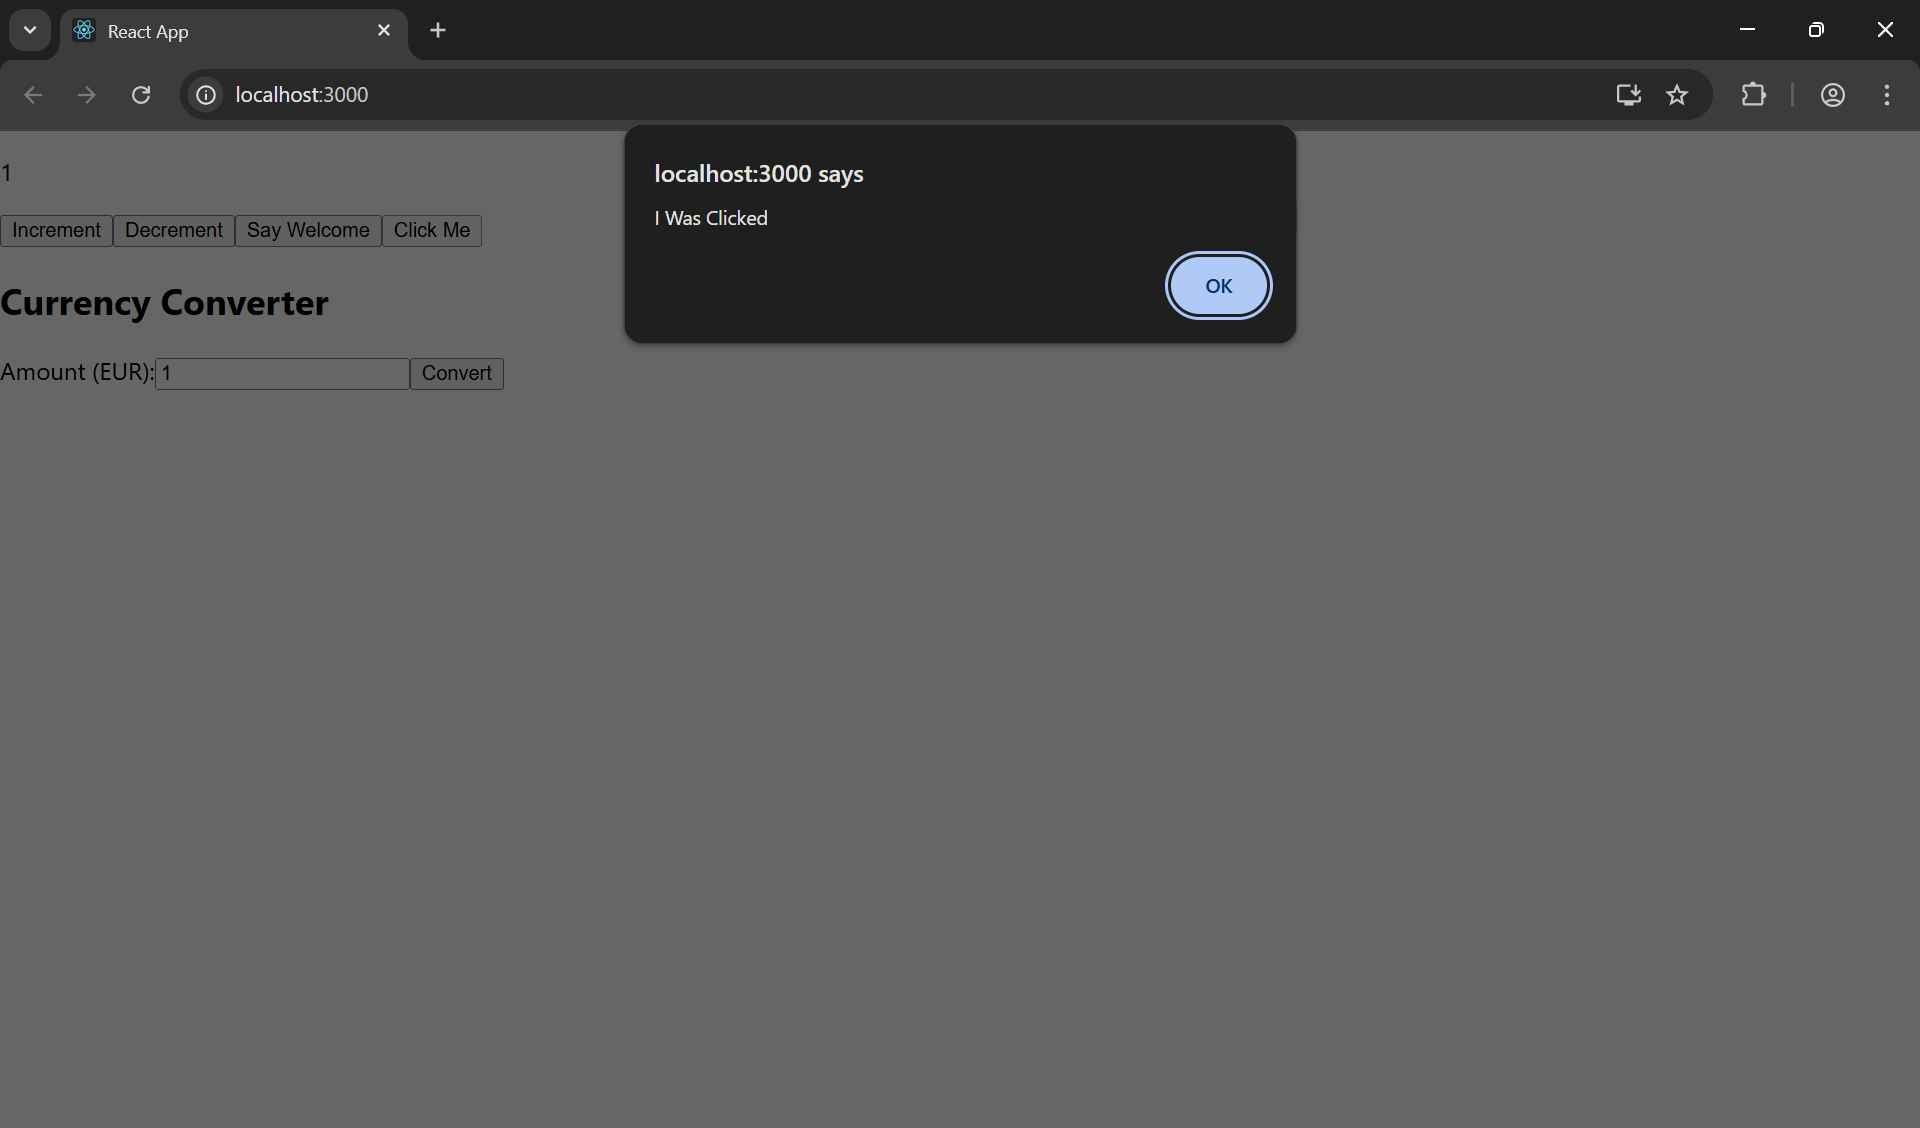 React App
localhost:3000
localhost:3000 says
I Was Clicked
OK
1
Increment Decrement Say Welcome Click Me
Currency Converter
Amount (EUR): 1 Convert